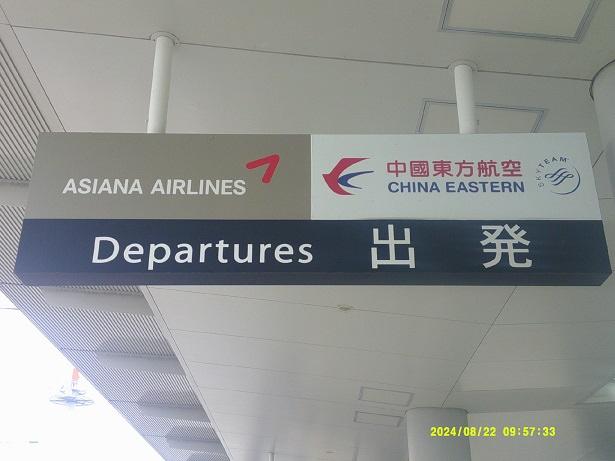 ASIANA AIRLINES
中國東方航空
CHINA EASTERN
SKYTEAM
Departures 出発
2024/08/22 09:57:33